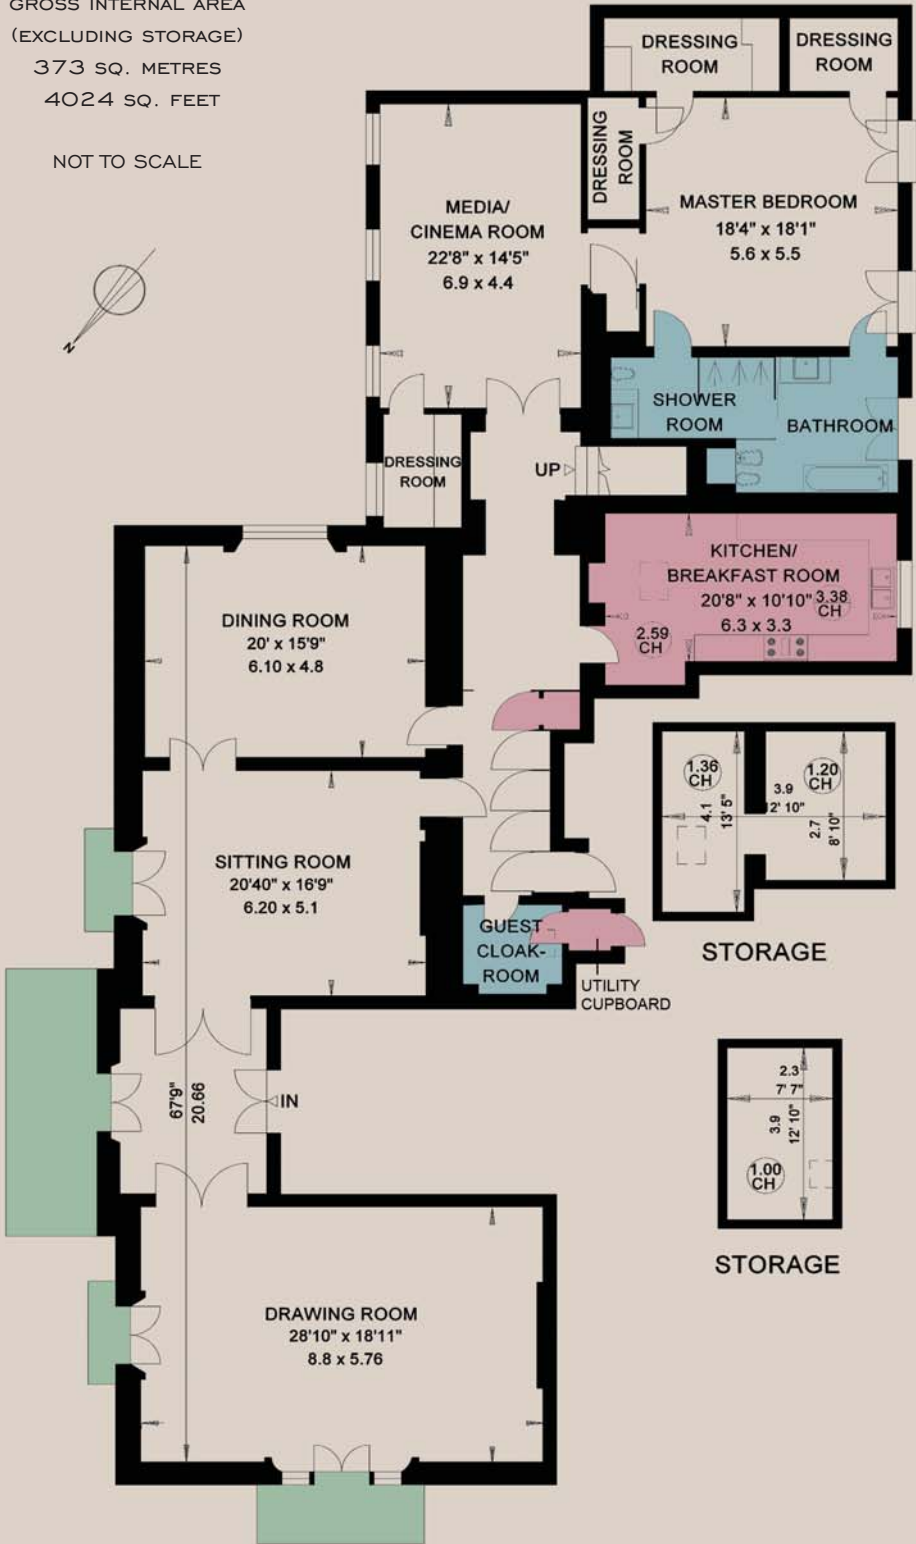 GROSS INTERNAL AREA
(EXCLUDING STORAGE)
373 SQ. METRES
4024 SQ. FEET
NOT TO SCALE
N
DRESSING
ROOM
DRESSING
ROOM
DRESSING
ROOM
MEDIA/
CINEMA ROOM
22'8" x 14'5"
6.9 x 4.4
MASTER BEDROOM
18'4" x 18'1"
5.6 x 5.5
SHOWER
ROOM
BATHROOM
DRESSING
ROOM
UP
KITCHEN/
BREAKFAST ROOM
20'8" x 10'10"
6.3 x 3.3
3.38
CH
2.59
CH
DINING ROOM
20' x 15'9"
6.10 x 4.8
SITTING ROOM
20'40" x 16'9"
6.20 x 5.1
1.36
CH
4.1
13' 5"
3.9
12' 10"
1.20
CH
2.7
8' 10"
STORAGE
GUEST
CLOAK-
ROOM
UTILITY
CUPBOARD
67'9"
20.66
IN
2.3
7' 7"
3.9
12' 10"
1.00
CH
STORAGE
DRAWING ROOM
28'10" x 18'11"
8.8 x 5.76